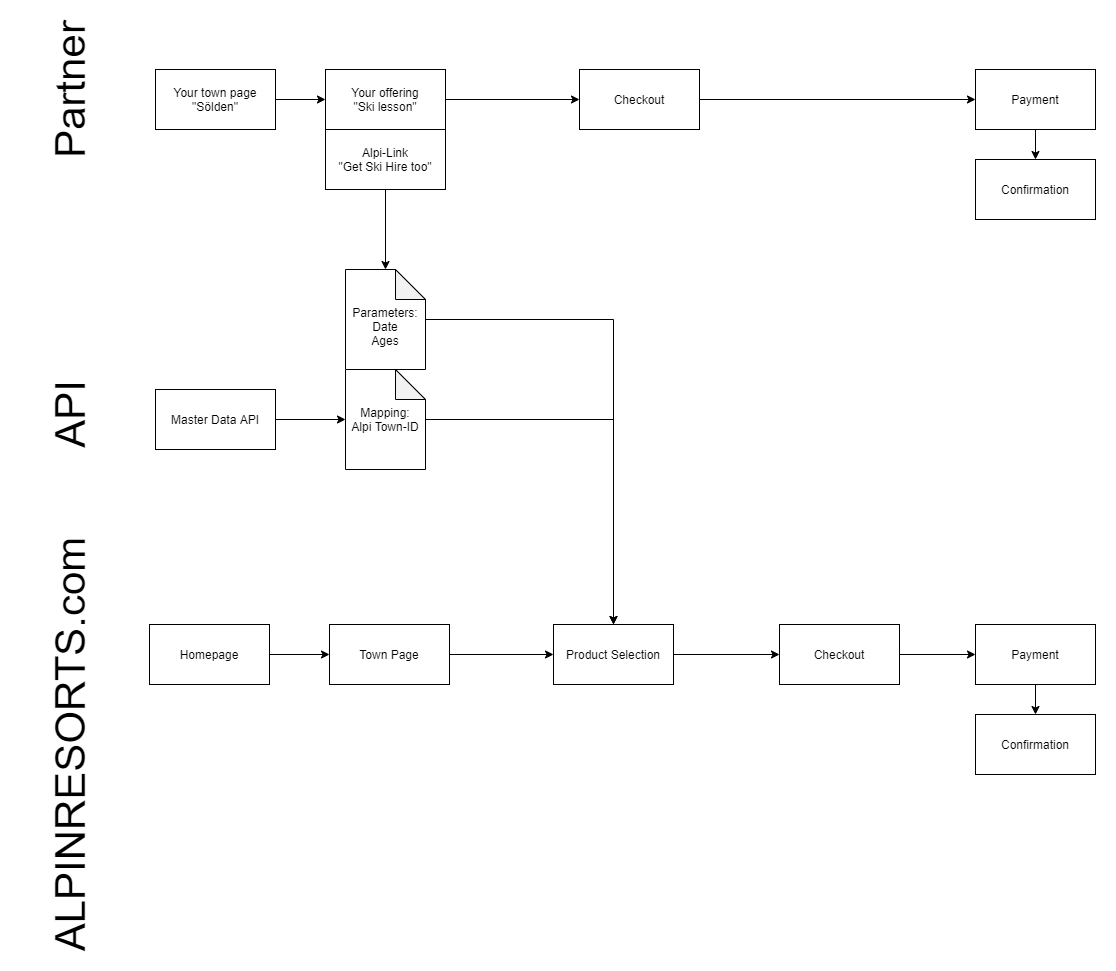 Partner
Your town page
"Sölden"
Your offering
"Ski lesson"
Checkout
Payment
Alpi-Link
"Get Ski Hire too"
Confirmation
API
Parameters:
Date
Ages
Master Data API
Mapping:
Alpi Town-ID
ALPINRESORTS.com
Homepage
Town Page
Product Selection
Checkout
Payment
Confirmation